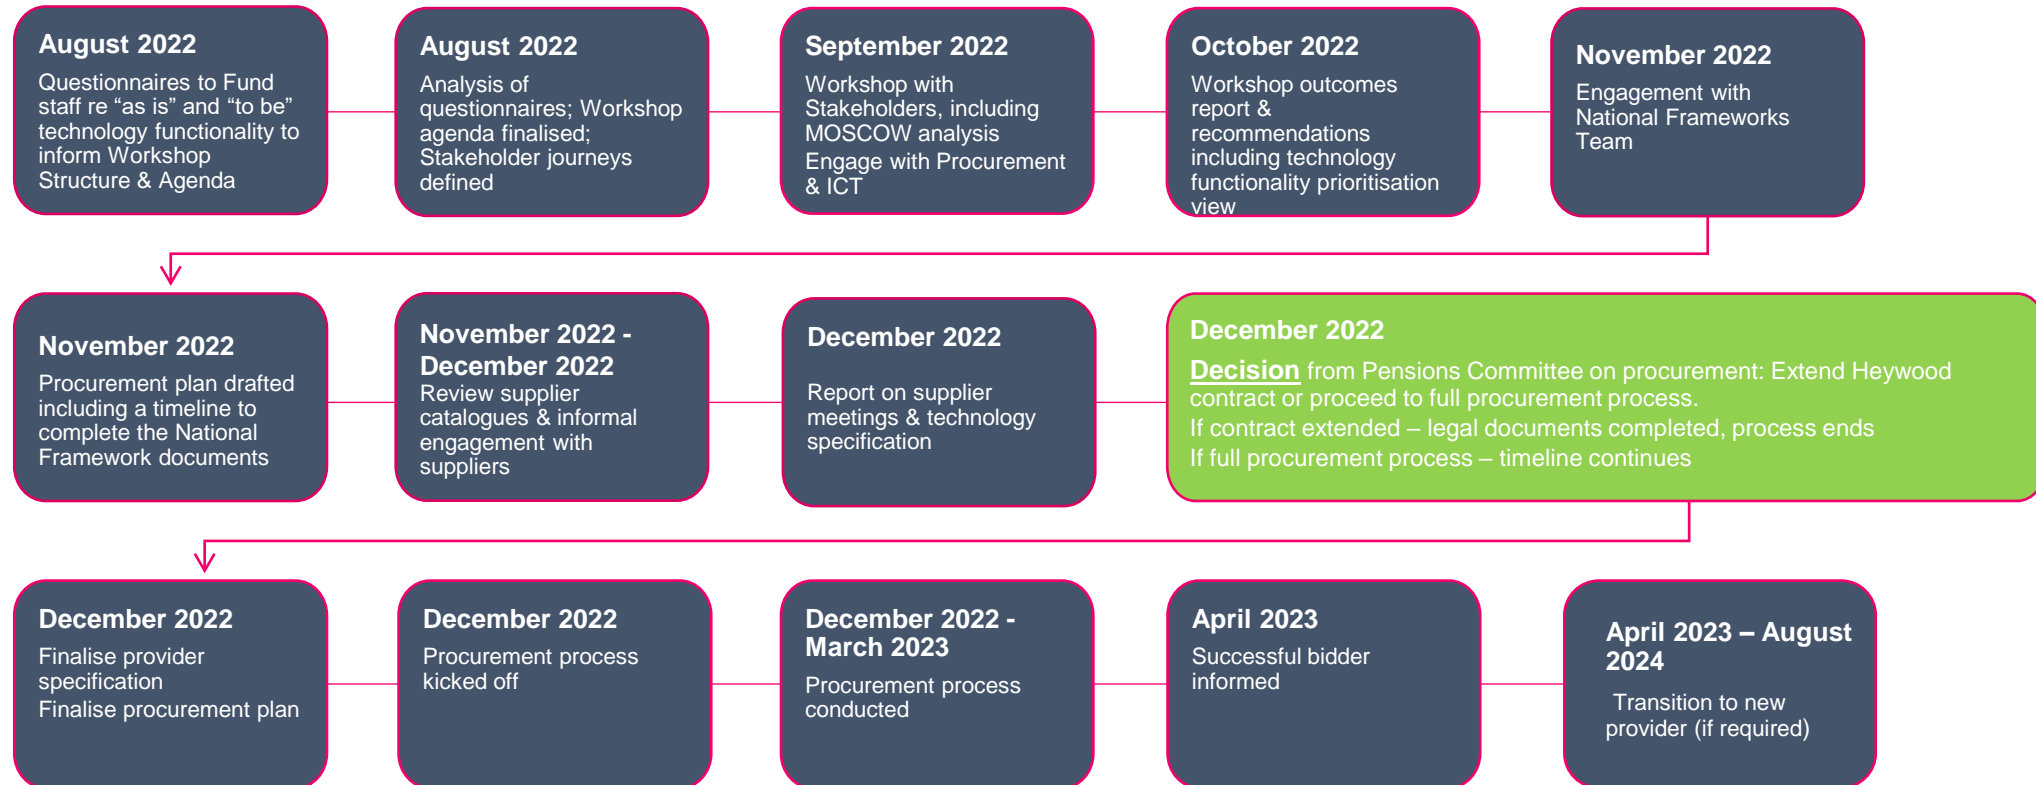 August 2022
Questionnaires to Fund
staff re “as is” and “to be”
technology functionality to
inform Workshop
Structure & Agenda
August 2022
Analysis of
questionnaires; Workshop
agenda finalised;
Stakeholder journeys
defined
September 2022
Workshop with
Stakeholders, including
MOSCOW analysis
Engage with Procurement
& ICT
October 2022
Workshop outcomes
report &
recommendations
including technology
functionality prioritisation
view
November 2022
Engagement with
National Frameworks
Team
November 2022
Procurement plan drafted
including a timeline to
complete the National
Framework documents
November 2022 -
December 2022
Review supplier
catalogues & informal
engagement with
suppliers
December 2022
Report on supplier
meetings & technology
specification
December 2022
Decision from Pensions Committee on procurement: Extend Heywood
contract or proceed to full procurement process.
If contract extended – legal documents completed, process ends
If full procurement process – timeline continues
December 2022
Finalise provider
specification
Finalise procurement plan
December 2022
Procurement process
kicked off
December 2022 -
March 2023
Procurement process
conducted
April 2023
Successful bidder
informed
April 2023 – August
2024
Transition to new
provider (if required)